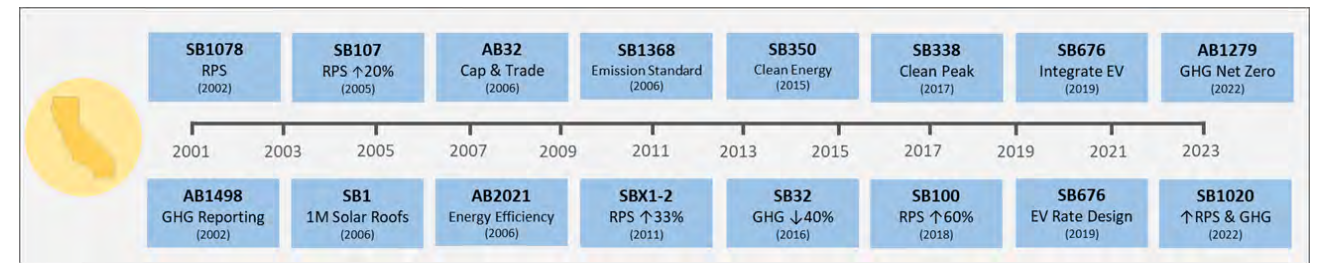 SB1078
RPS
(2002)
SB107
RPS ↑20%
(2005)
AB32
Cap & Trade
(2006)
SB1368
Emission Standard
(2006)
SB350
Clean Energy
(2015)
SB338
Clean Peak
(2017)
SB676
Integrate EV
(2019)
AB1279
GHG Net Zero
(2022)
2001 2003 2005 2007 2009 2011 2013 2015 2017 2019 2021 2023
AB1498
GHG Reporting
(2002)
SB1
1M Solar Roofs
(2006)
AB2021
Energy Efficiency
(2006)
SBX1-2
RPS ↑33%
(2011)
SB32
GHG ↓40%
(2016)
SB100
RPS ↑60%
(2018)
SB676
EV Rate Design
(2019)
SB1020
↑RPS & GHG
(2022)